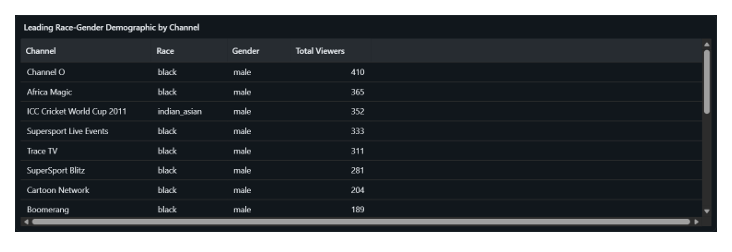 Leading Race-Gender Demographic by Channel
Channel Race Gender Total Viewers
Channel O black male 410
Africa Magic black male 365
ICC Cricket World Cup 2011 indian_asian male 352
Supersport Live Events black male 333
Trace TV black male 311
SuperSport Blitz black male 281
Cartoon Network black male 204
Boomerang black male 189